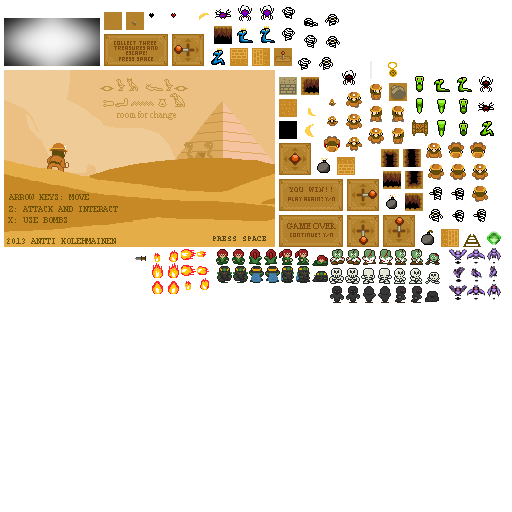 COLLECT THREE
TREASURES AND
ESCAPE!
PRESS SPACE
room for change
ARROW KEYS: MOVE
Z: ATTACK AND INTERACT
X: USE BOMBS
2013 ANTTI KOLEHMAINEN
PRESS SPACE
YOU WIN!!
PLAY AGAIN? Y/N
GAME OVER
CONTINUE? Y/N